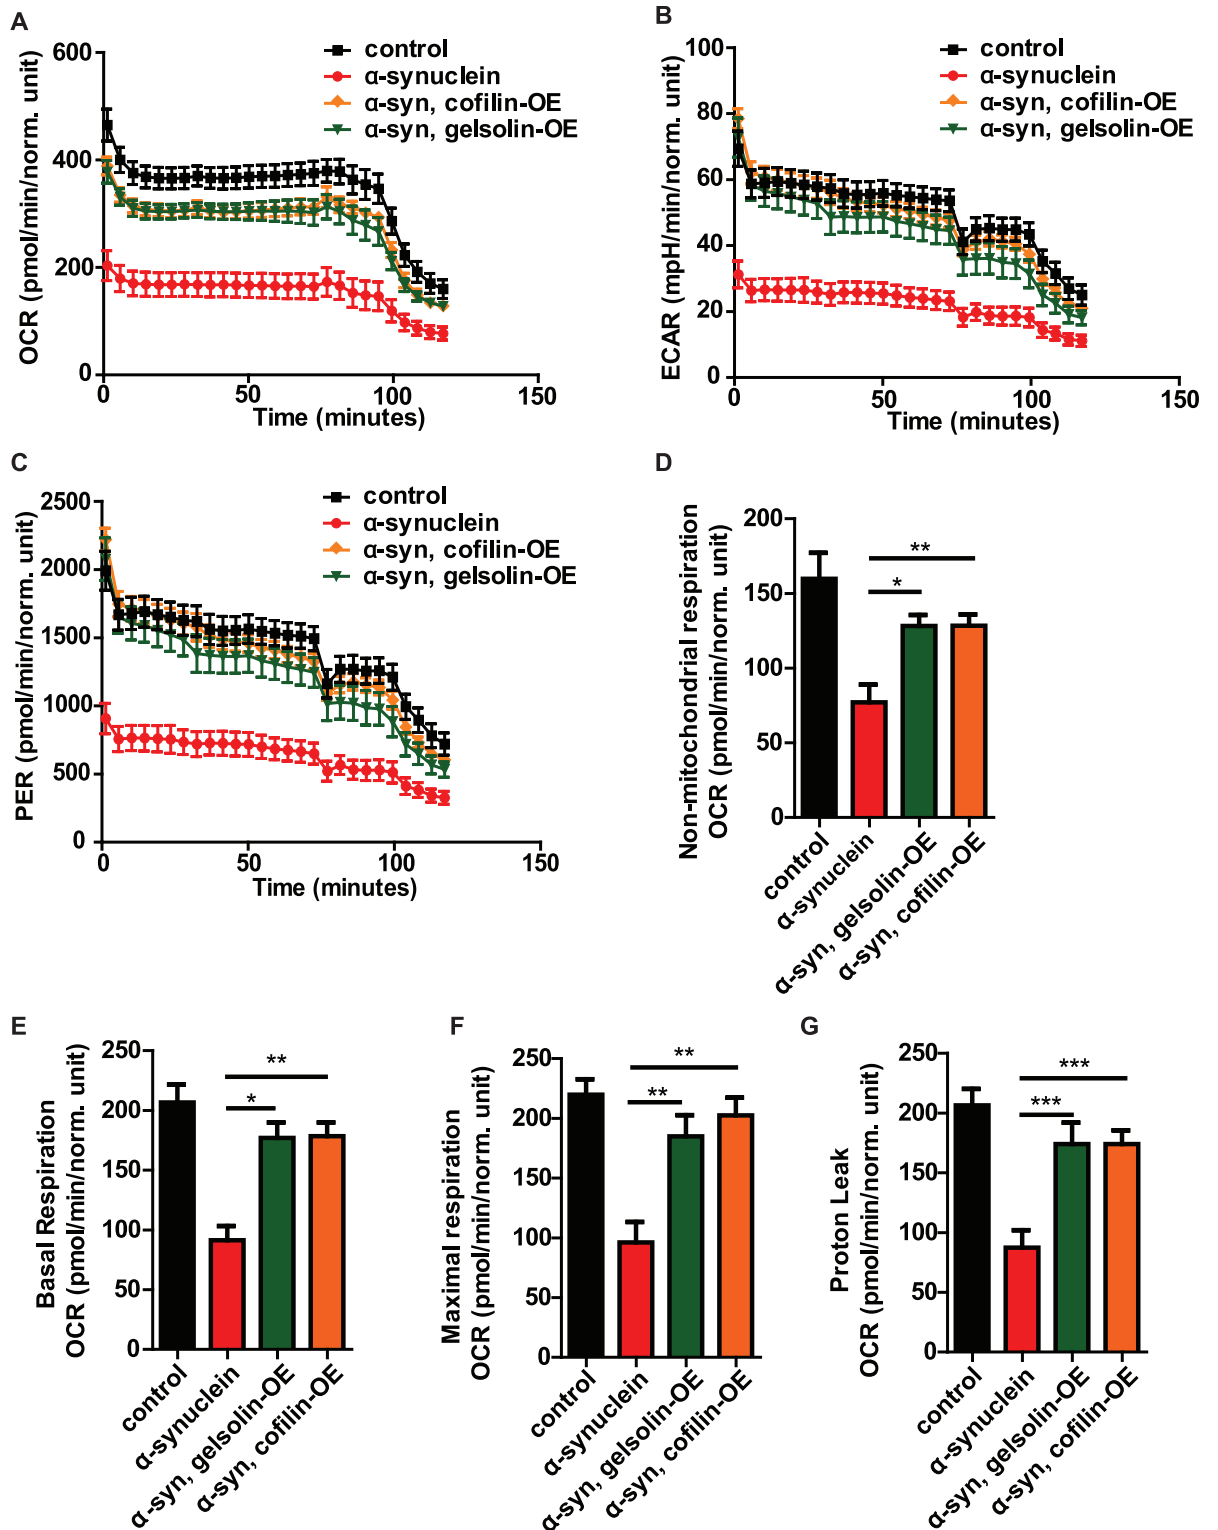 A
OCR (pmol/min/norm. unit)
600
400
200
0
0
50
100
150
Time (minutes)
control
α-synuclein
α-syn, cofilin-OE
α-syn, gelsolin-OE
B
ECAR (mpH/min/norm. unit)
100
80
60
40
20
0
0
50
100
150
Time (minutes)
control
α-synuclein
α-syn, cofilin-OE
α-syn, gelsolin-OE
C
PER (pmol/min/norm. unit)
2500
2000
1500
1000
500
0
0
50
100
150
Time (minutes)
control
α-synuclein
α-syn, cofilin-OE
α-syn, gelsolin-OE
D
Non-mitochondrial respiration
OCR (pmol/min/norm. unit)
200
150
100
50
0
**
*
control
α-synuclein
α-syn, gelsolin-OE
α-syn, cofilin-OE
E
Basal Respiration
OCR (pmol/min/norm. unit)
250
200
150
100
50
0
**
*
control
α-synuclein
α-syn, gelsolin-OE
α-syn, cofilin-OE
F
Maximal respiration
OCR (pmol/min/norm. unit)
250
200
150
100
50
0
**
**
control
α-synuclein
α-syn, gelsolin-OE
α-syn, cofilin-OE
G
Proton Leak
OCR (pmol/min/norm. unit)
250
200
150
100
50
0
***
***
control
α-synuclein
α-syn, gelsolin-OE
α-syn, cofilin-OE